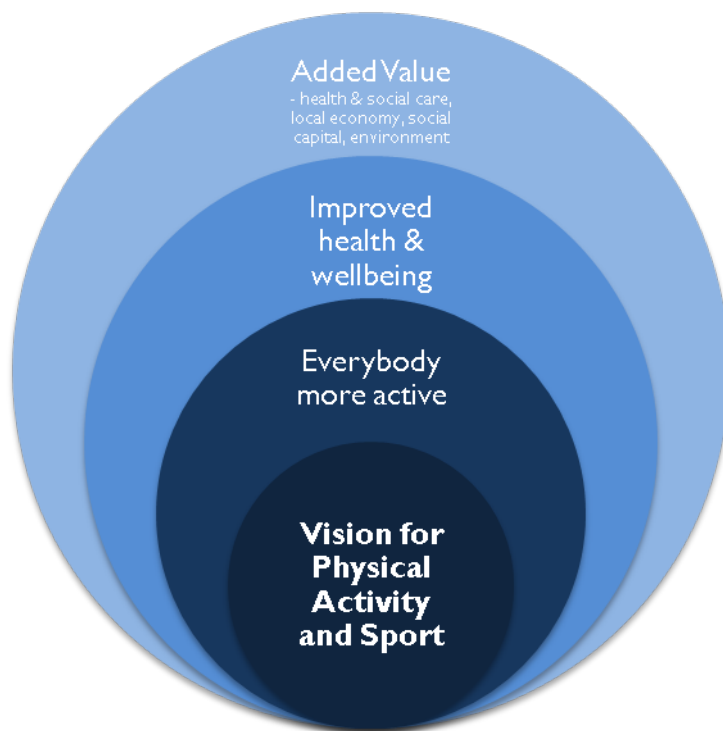 Added Value
- health & social care,
local economy, social
capital, environment
Improved
health &
wellbeing
Everybody
more active
Vision for
Physical
Activity
and Sport